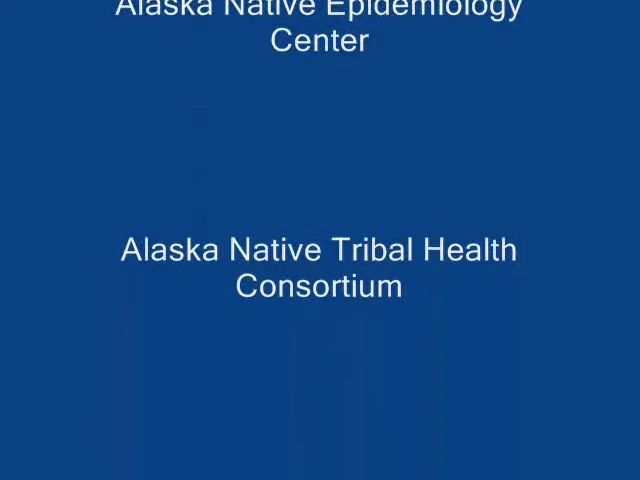 Alaska Native Epidemiology
Center
Alaska Native Tribal Health
Consortium